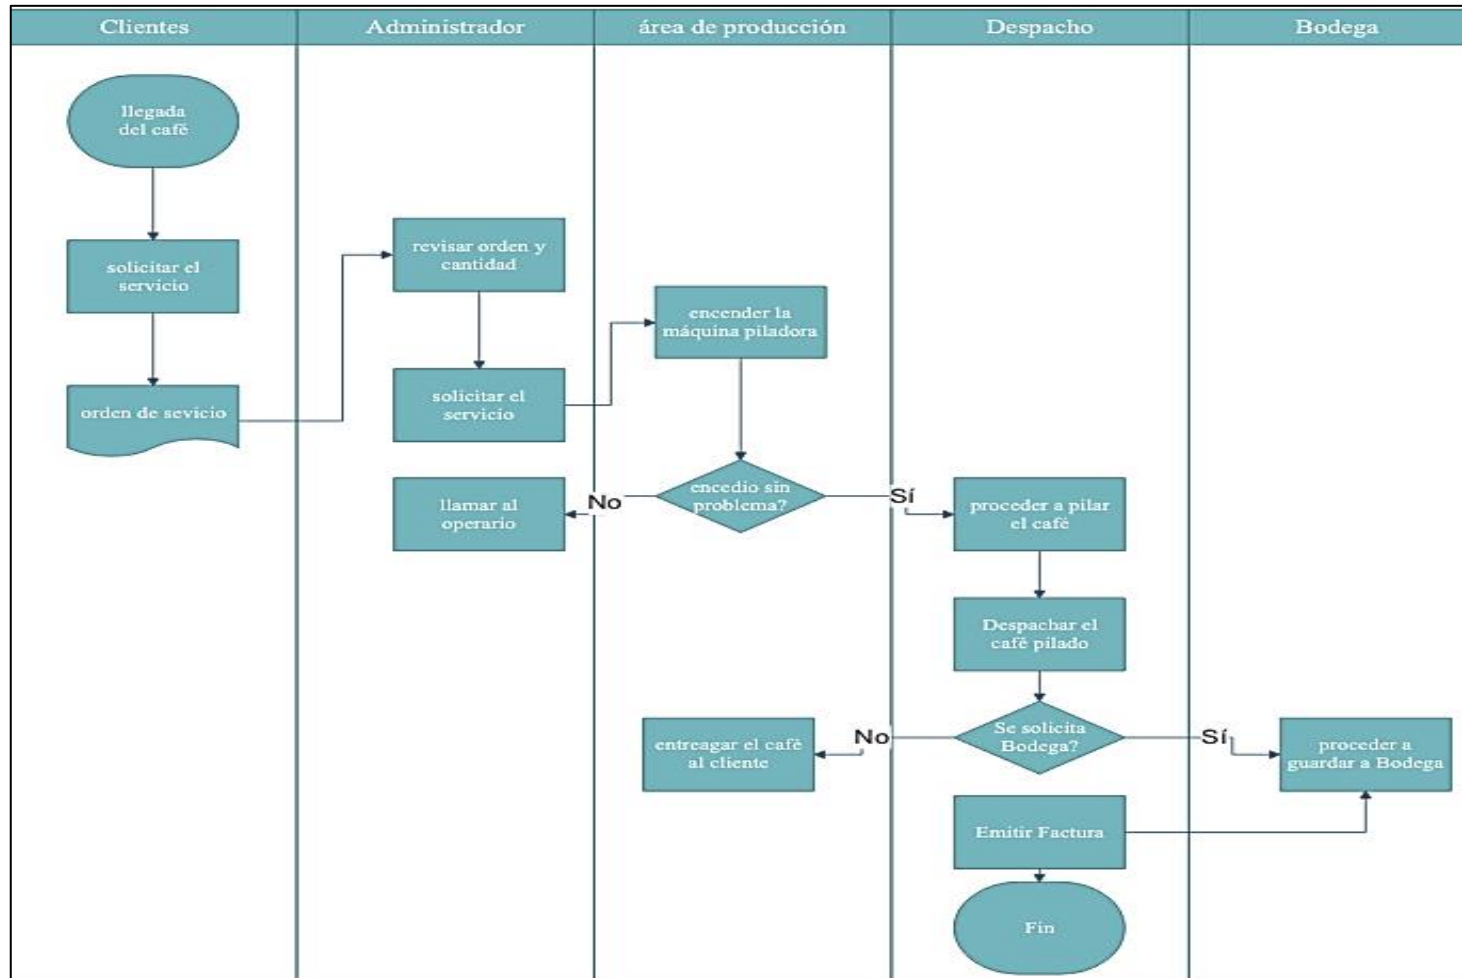 Clientes
Administrador
área de producción
Despacho
Bodega
llegada
del café
solicitar el
servicio
orden de sevicio
revisar orden y
cantidad
solicitar el
servicio
llamar al
operario
encender la
máquina piladora
encedio sin
problema?
No
Sí
proceder a pilar
el café
Despachar el
café pilado
Se solicita
Bodega?
No
Sí
entreagar el café
al cliente
proceder a
guardar a Bodega
Emitir Factura
Fin